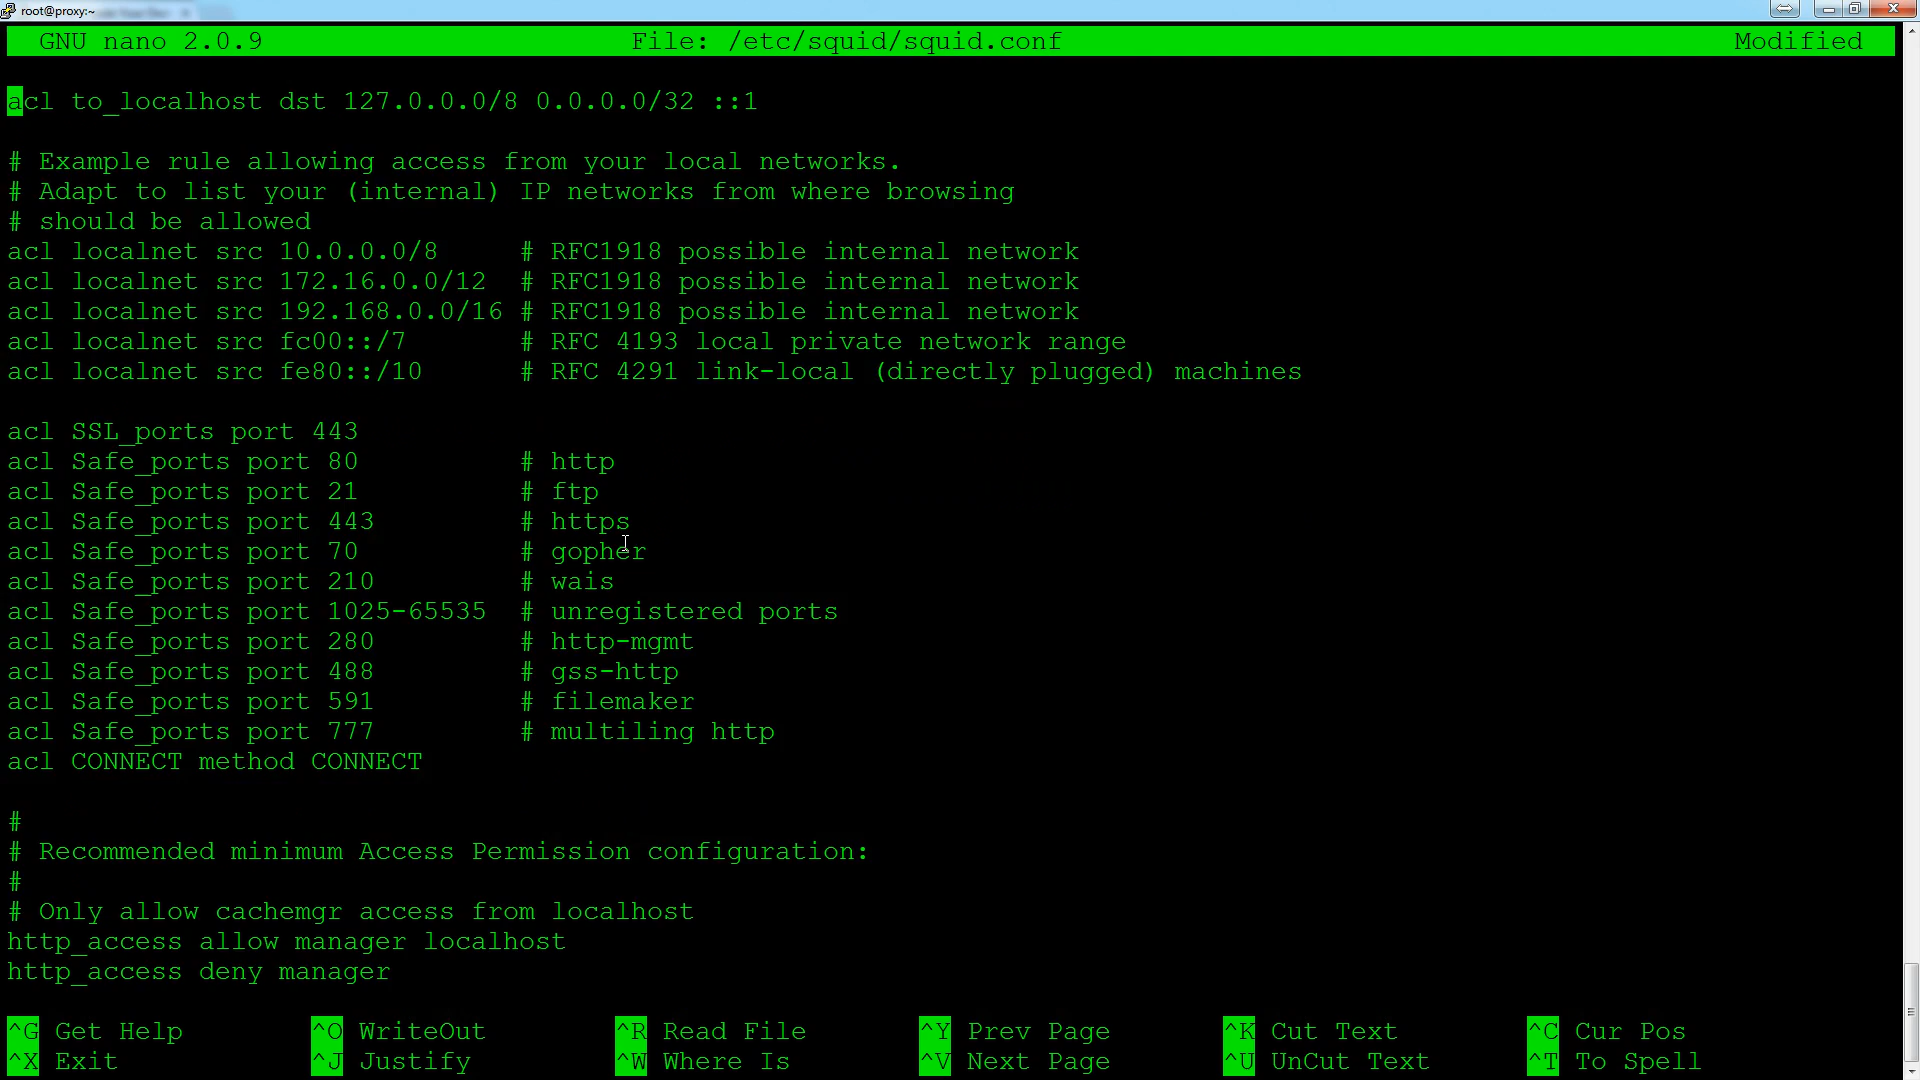 root@proxy:~
GNU nano 2.0.9 File: /etc/squid/squid.conf Modified
acl to_localhost dst 127.0.0.0/8 0.0.0.0/32 ::1
# Example rule allowing access from your local networks.
# Adapt to list your (internal) IP networks from where browsing
# should be allowed
acl localnet src 10.0.0.0/8 # RFC1918 possible internal network
acl localnet src 172.16.0.0/12 # RFC1918 possible internal network
acl localnet src 192.168.0.0/16 # RFC1918 possible internal network
acl localnet src fc00::/7 # RFC 4193 local private network range
acl localnet src fe80::/10 # RFC 4291 link-local (directly plugged) machines
acl SSL_ports port 443
acl Safe_ports port 80 # http
acl Safe_ports port 21 # ftp
acl Safe_ports port 443 # https
acl Safe_ports port 70 # gopher
acl Safe_ports port 210 # wais
acl Safe_ports port 1025-65535 # unregistered ports
acl Safe_ports port 280 # http-mgmt
acl Safe_ports port 488 # gss-http
acl Safe_ports port 591 # filemaker
acl Safe_ports port 777 # multiling http
acl CONNECT method CONNECT
#
# Recommended minimum Access Permission configuration:
#
# Only allow cachemgr access from localhost
http_access allow manager localhost
http_access deny manager
^G Get Help ^O WriteOut ^R Read File ^Y Prev Page ^K Cut Text ^C Cur Pos
^X Exit ^J Justify ^W Where Is ^V Next Page ^U UnCut Text ^T To Spell